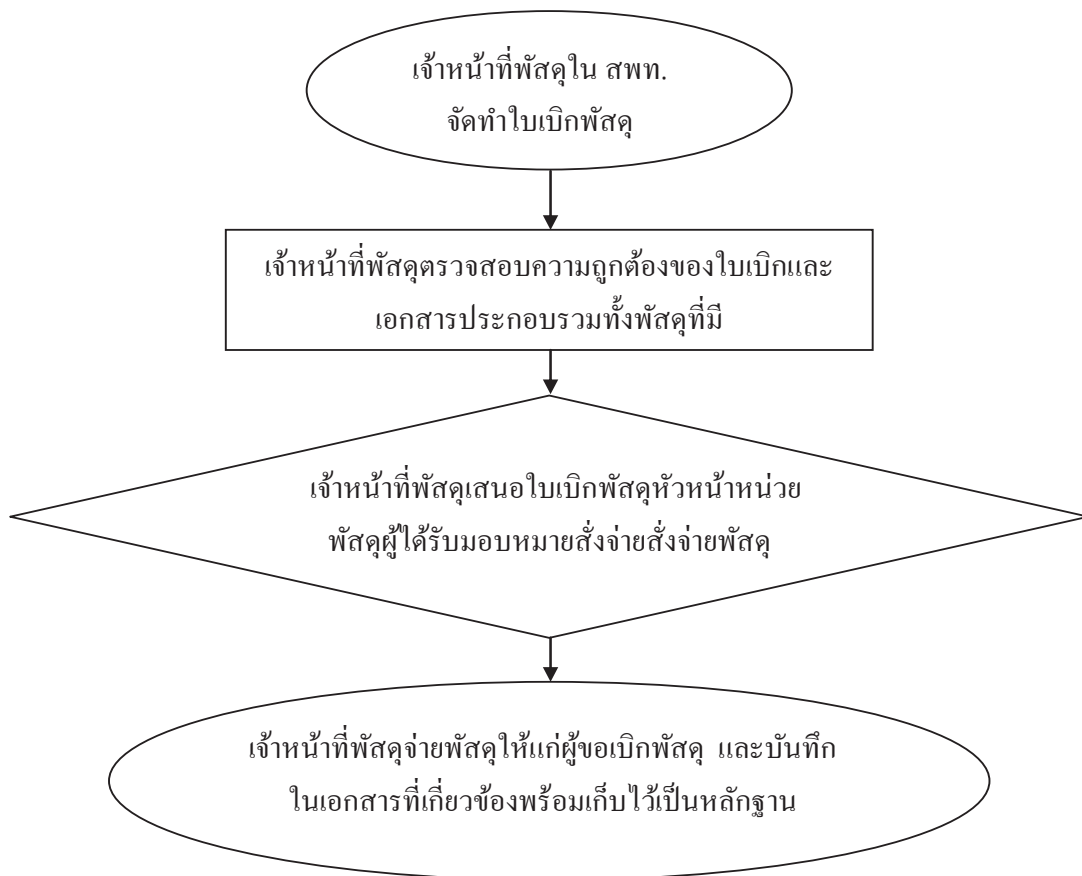 เจ้าหน้าที่พัสดุใน สพท.
จัดทำใบเบิกพัสดุ
เจ้าหน้าที่พัสดุตรวจสอบความถูกต้องของใบเบิกและ
เอกสารประกอบรวมทั้งพัสดุที่มี
เจ้าหน้าที่พัสดุเสนอใบเบิกพัสดุหัวหน้าหน่วย
พัสดุผู้ได้รับมอบหมายสั่งจ่ายสั่งจ่ายพัสดุ
เจ้าหน้าที่พัสดุจ่ายพัสดุให้แก่ผู้ขอเบิกพัสดุ และบันทึก
ในเอกสารที่เกี่ยวข้องพร้อมเก็บไว้เป็นหลักฐาน